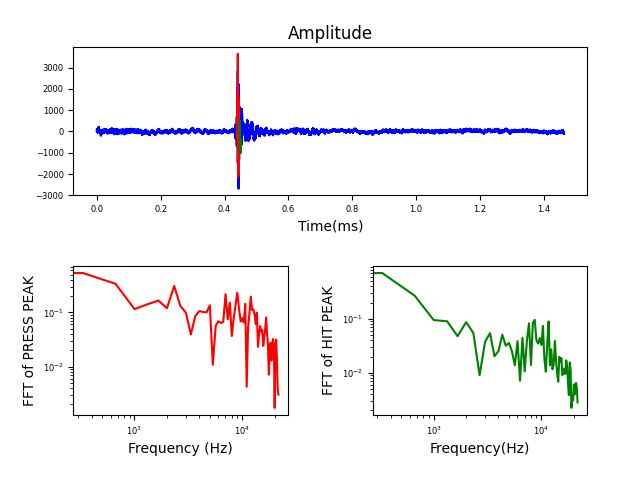 Amplitude
3000
2000
1000
0
−1000
−2000
−3000
0.0 0.2 0.4 0.6 0.8 1.0 1.2 1.4
Time(ms)
FFT of PRESS PEAK
10⁻¹
10⁻²
10³ 10⁴
Frequency (Hz)
FFT of HIT PEAK
10⁻¹
10⁻²
10³ 10⁴
Frequency(Hz)